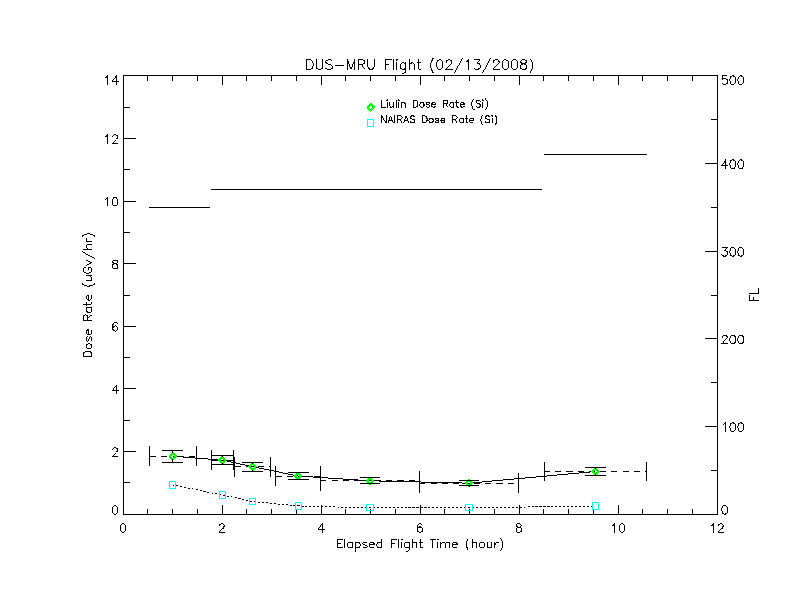 DUS-MRU Flight (02/13/2008)
Liulin Dose Rate (Si)
NAIRAS Dose Rate (Si)
14
12
10
8
6
4
2
0
Dose Rate (uGv/hr)
500
400
300
200
100
0
FL
0 2 4 6 8 10 12
Elapsed Flight Time (hour)